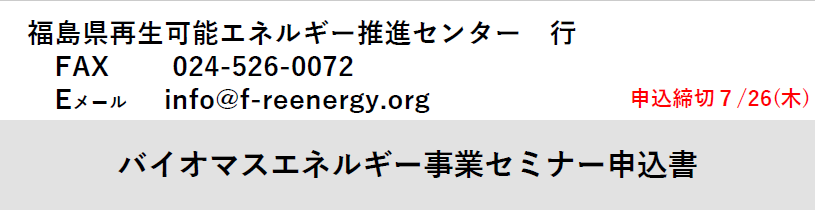 福島県再生可能エネルギー推進センター　行
FAX　　024-526-0072
Eメール　info@f-reenergy.org
申込締切７/26(木)
バイオマスエネルギー事業セミナー申込書